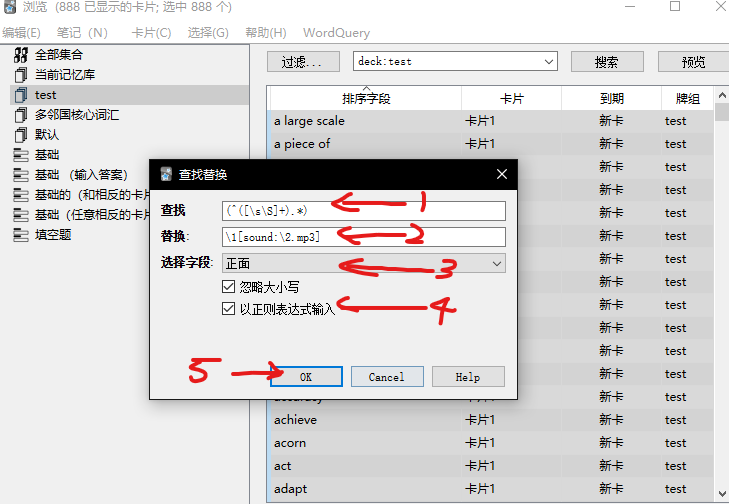 浏览 (888 已显示的卡片; 选中 888 个)
编辑(E) 笔记 (N) 卡片(C) 选择(G) 帮助(H) WordQuery
全部集合
当前记忆库
test
多邻国核心词汇
默认
基础
基础 (输入答案)
基础的 (和相反的卡片
基础 (任意相反的卡片
填空题
过滤... deck:test 搜索 预览
排序字段 卡片 到期 牌组
a large scale 卡片1 新卡 test
a piece of 卡片1 新卡 test
新卡 test
查找替换
新卡 test
查找 (^([\s\S]+).*) 1
新卡 test
替换: \1[sound:\2.mp3] 2
新卡 test
选择字段: 正面 3
新卡 test
忽略大小写
新卡 test
以正则表达式输入 4
新卡 test
新卡 test
新卡 test
5 OK Cancel Help
新卡 test
accuracy 卡片1 新卡 test
achieve 卡片1 新卡 test
acorn 卡片1 新卡 test
act 卡片1 新卡 test
adapt 卡片1 新卡 test